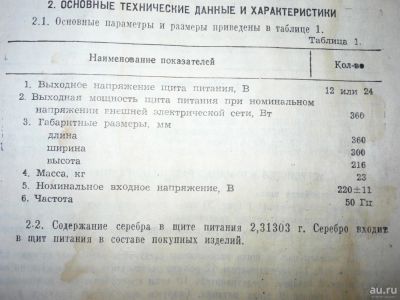 2. ОСНОВНЫЕ ТЕХНИЧЕСКИЕ ДАННЫЕ И ХАРАКТЕРИСТИКИ
2.1. Основные параметры и размеры приведены в таблице 1.
Таблица 1.
Наименование показателей Кол-во
1. Выходное напряжение щита питания, В 12 или 24
2. Выходная мощность щита питания при номинальном
напряжении внешней электрической сети, Вт 360
3. Габаритные размеры, мм
длина 360
ширина 300
высота 216
4. Масса, кг 23
5. Номинальное входное напряжение, В 220±11
6. Частота 50 Гц
2.2. Содержание серебра в щите питания 2,31303 г. Серебро входит
в щит питания в составе покупных изделий.
au.ru